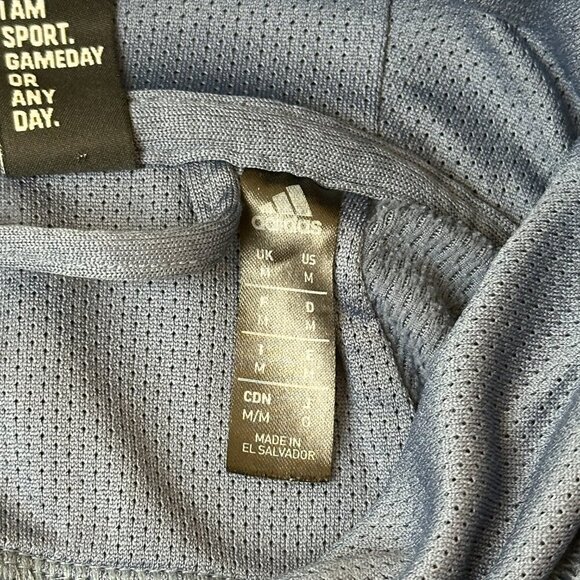 I AM
SPORT.
GAMEDAY
OR
ANY
DAY.
adidas
UK US
M M
D
M
M
CDN
M/M O
MADE IN
EL SALVADOR